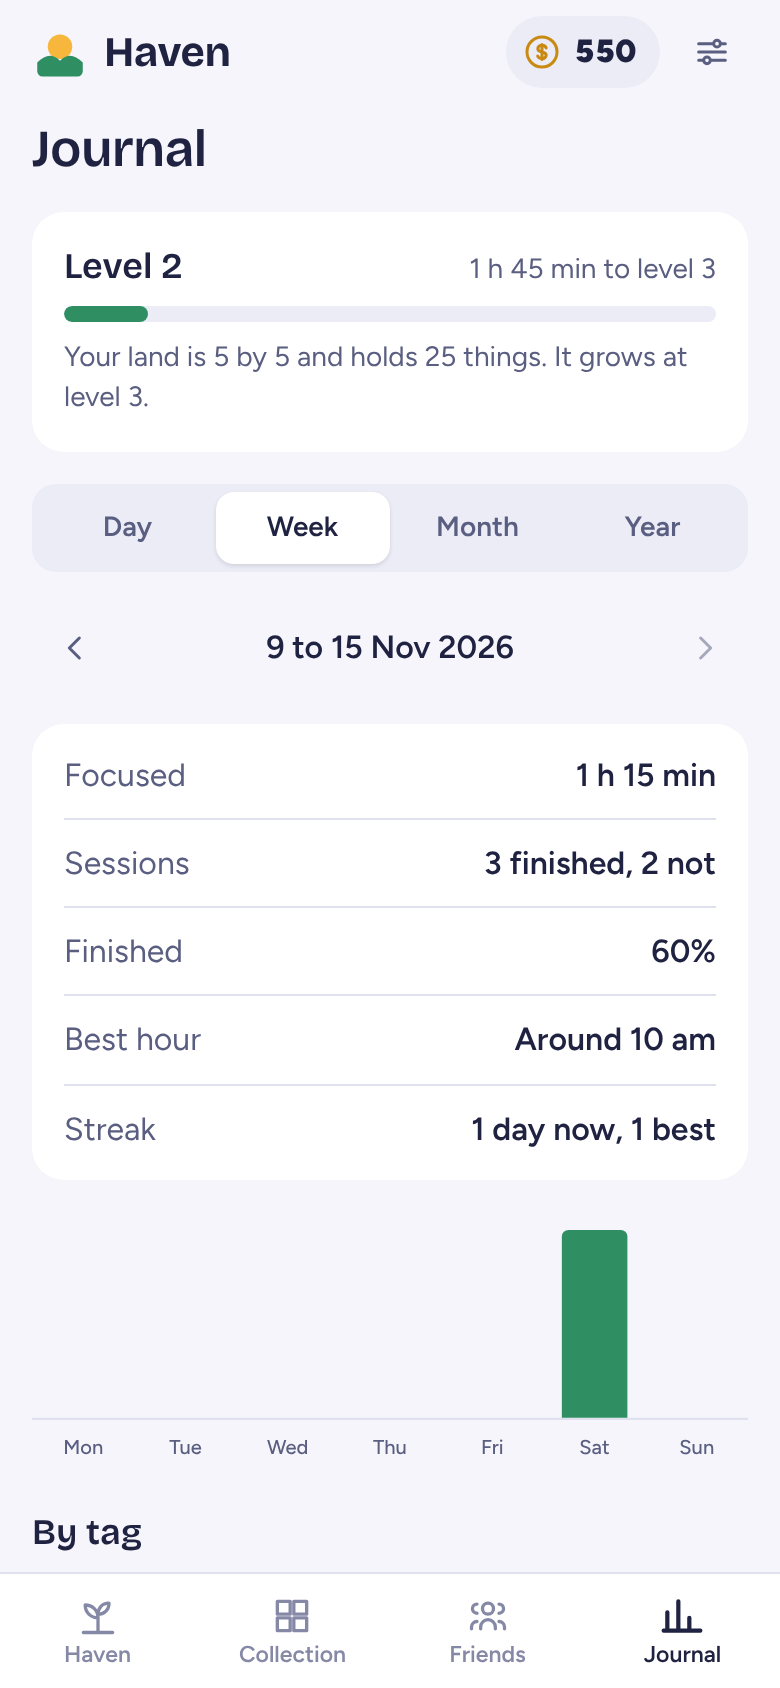 Haven
550
Journal
Level 2
1 h 45 min to level 3
Your land is 5 by 5 and holds 25 things. It grows at
level 3.
Day Week Month Year
9 to 15 Nov 2026
Focused 1 h 15 min
Sessions 3 finished, 2 not
Finished 60%
Best hour Around 10 am
Streak 1 day now, 1 best
Mon Tue Wed Thu Fri Sat Sun
By tag
Haven Collection Friends Journal